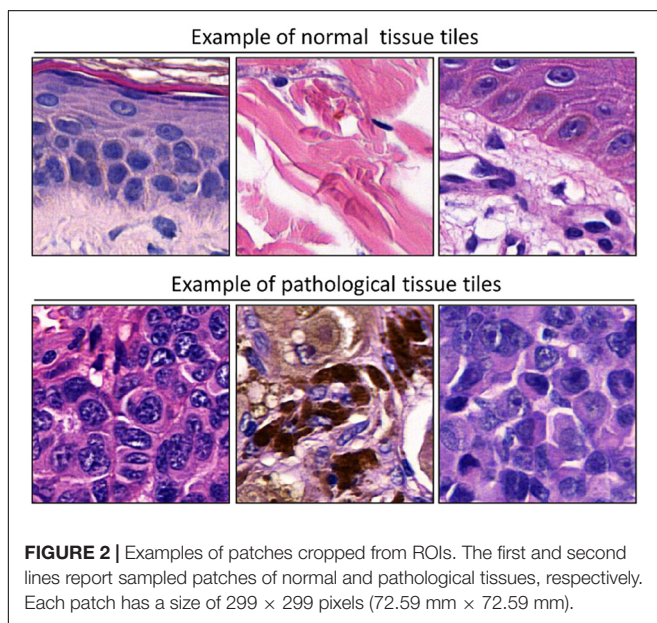 Example of normal tissue tiles
Example of pathological tissue tiles
FIGURE 2 | Examples of patches cropped from ROIs. The first and second
lines report sampled patches of normal and pathological tissues, respectively.
Each patch has a size of 299 × 299 pixels (72.59 mm × 72.59 mm).